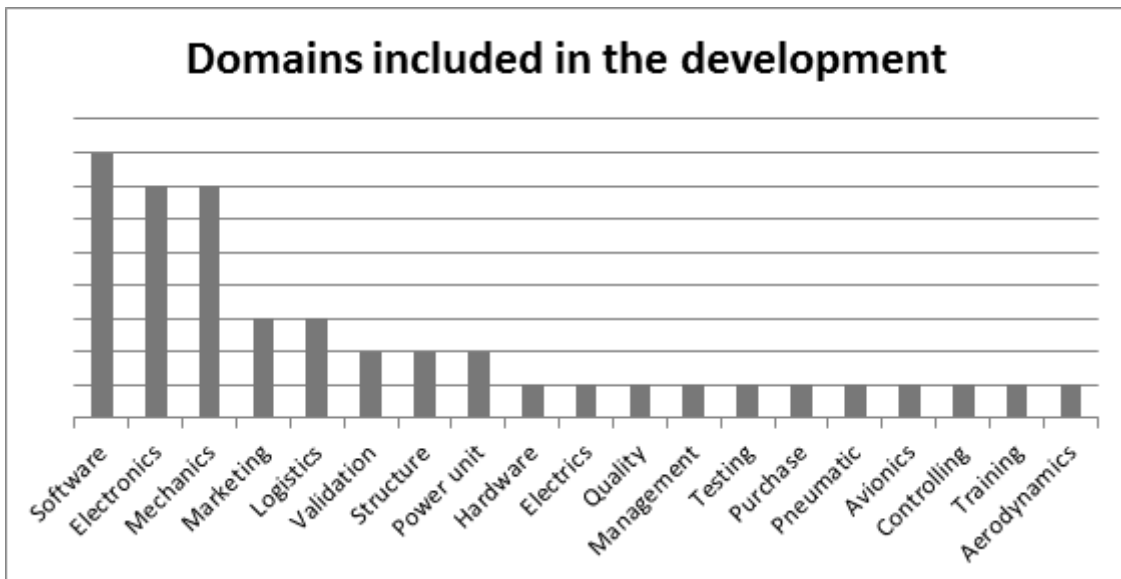 Domains included in the development
Software
Electronics
Mechanics
Marketing
Logistics
Validation
Structure
Power unit
Hardware
Electrics
Quality
Management
Testing
Purchase
Pneumatic
Avionics
Controlling
Training
Aerodynamics